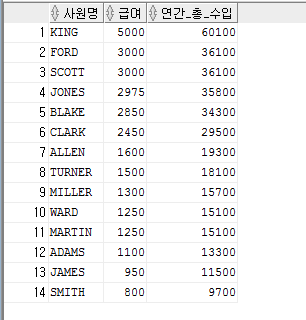 사원명 급여 연간_총_수입
1 KING 5000 60100
2 FORD 3000 36100
3 SCOTT 3000 36100
4 JONES 2975 35800
5 BLAKE 2850 34300
6 CLARK 2450 29500
7 ALLEN 1600 19300
8 TURNER 1500 18100
9 MILLER 1300 15700
10 WARD 1250 15100
11 MARTIN 1250 15100
12 ADAMS 1100 13300
13 JAMES 950 11500
14 SMITH 800 9700